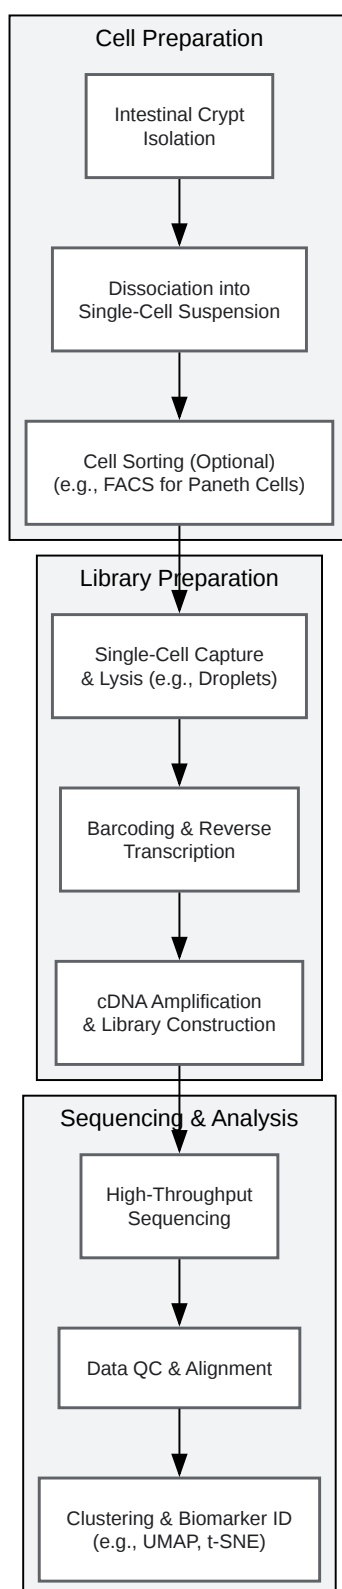 Cell Preparation
Intestinal Crypt
Isolation
Dissociation into
Single-Cell Suspension
Cell Sorting (Optional)
(e.g., FACS for Paneth Cells)
Library Preparation
Single-Cell Capture
& Lysis (e.g., Droplets)
Barcoding & Reverse
Transcription
cDNA Amplification
& Library Construction
Sequencing & Analysis
High-Throughput
Sequencing
Data QC & Alignment
Clustering & Biomarker ID
(e.g., UMAP, t-SNE)